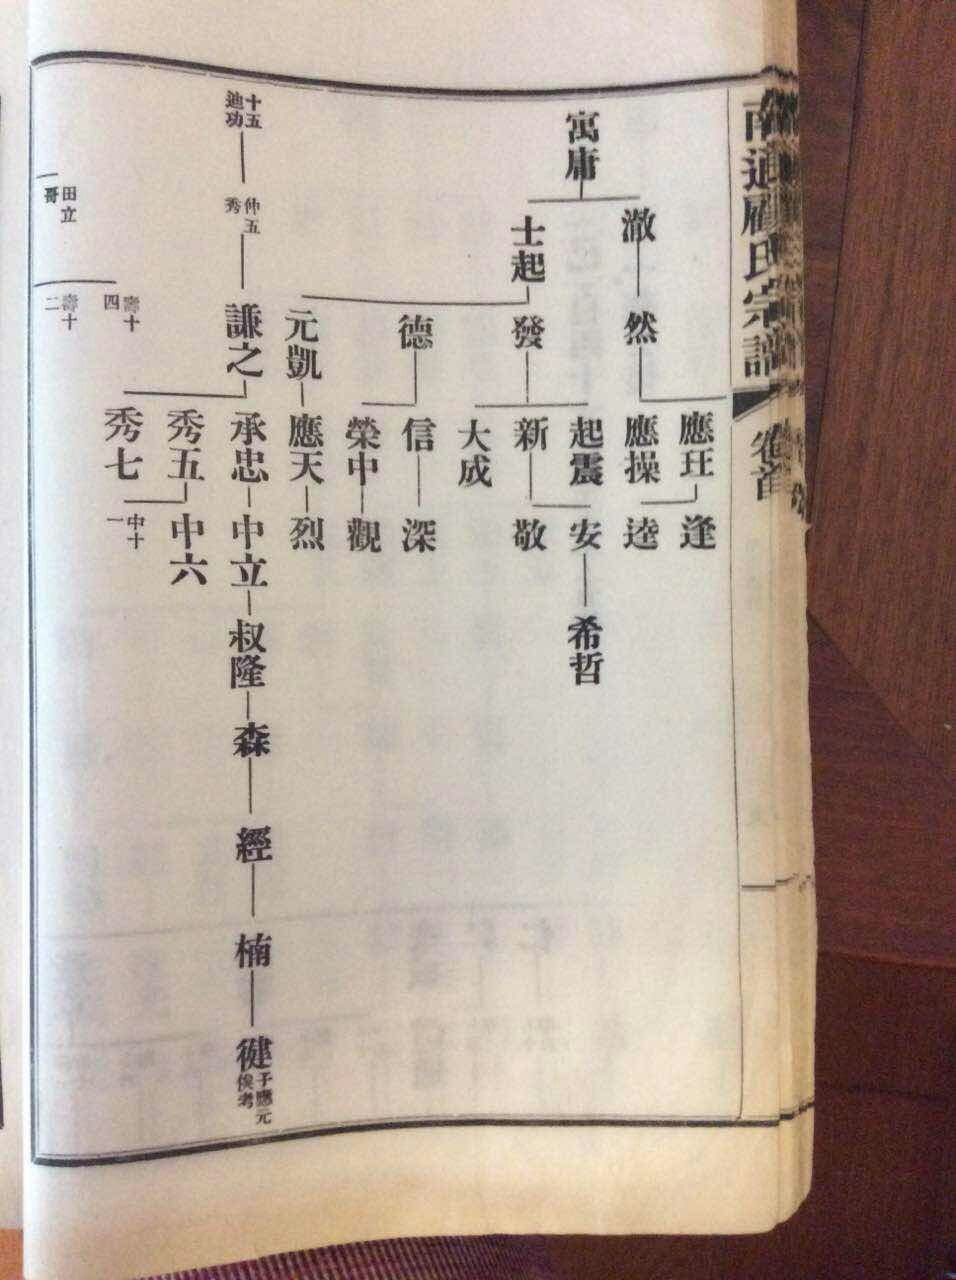 南通顧氏宗譜
卷首
寓庸
澈
士起
然
發
德
元凱
應玨
應操
起震
新
大成
信
榮中
應天
逢
逵
安
敬
深
觀
烈
希哲
十五迪功
仲五秀
謙之
承忠
秀五
秀七
中立
中六
中十一
叔隆
森
經
楠
健
子應元
俟考
田立哥
壽十四
壽十二